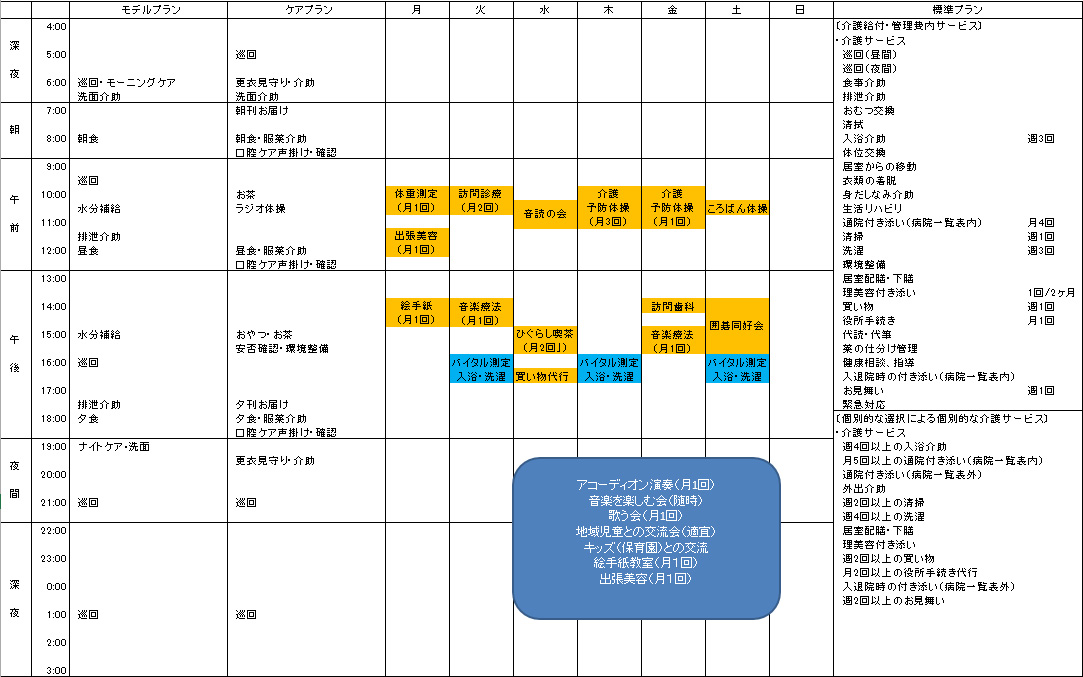 モデルプラン ケアプラン 月 火 水 木 金 土 日 標準プラン
深夜
4:00
5:00 巡回
6:00 巡回・モーニングケア 更衣見守り・介助
洗面介助 洗面介助
朝
7:00 朝刊お届け
8:00 朝食 朝食・服薬介助
口腔ケア声掛け・確認
午前
9:00
巡回
10:00 お茶
水分補給 ラジオ体操
11:00
排泄介助
12:00 昼食 昼食・服薬介助
口腔ケア声掛け・確認
体重測定
(月1回)
訪問診療
(月2回)
音読の会
介護
予防体操
(月3回)
介護
予防体操
(月1回)
ころばん体操
出張美容
(月1回)
午後
13:00
14:00
15:00 水分補給 おやつ・お茶
安否確認・環境整備
16:00 巡回
17:00
排泄介助 夕刊お届け
18:00 夕食 夕食・服薬介助
口腔ケア声掛け・確認
絵手紙
(月1回)
音楽療法
(月1回)
訪問歯科
囲碁同好会
ひぐらし喫茶
(月2回」)
音楽療法
(月1回)
バイタル測定
入浴・洗濯
買い物代行
バイタル測定
入浴・洗濯
バイタル測定
入浴・洗濯
夜間
19:00 ナイトケア・洗面
更衣見守り・介助
20:00
21:00 巡回 巡回
深夜
22:00
23:00
0:00
1:00 巡回 巡回
2:00
3:00
アコーディオン演奏(月1回)
音楽を楽しむ会(随時)
歌う会(月1回)
地域児童との交流会(適宜)
キッズ(保育園)との交流
絵手紙教室(月1回)
出張美容(月1回)
〔介護給付・管理費内サービス〕
・介護サービス
巡回(昼間)
巡回(夜間)
食事介助
排泄介助
おむつ交換
清拭
入浴介助 週3回
体位交換
居室からの移動
衣類の着脱
身だしなみ介助
生活リハビリ
通院付き添い(病院一覧表内) 月4回
清掃 週1回
洗濯 週3回
環境整備
居室配膳・下膳
理美容付き添い 1回/2ヶ月
買い物 週1回
役所手続き 月1回
代読・代筆
薬の仕分け管理
健康相談、指導
入退院時の付き添い(病院一覧表内)
お見舞い 週1回
緊急対応
〔個別的な選択による個別的な介護サービス〕
・介護サービス
週4回以上の入浴介助
月5回以上の通院付き添い(病院一覧表内)
通院付き添い(病院一覧表外)
外出介助
週2回以上の清掃
週4回以上の洗濯
居室配膳・下膳
理美容付き添い
週2回以上の買い物
月2回以上の役所手続き代行
入退院時の付き添い(病院一覧表外)
週2回以上のお見舞い